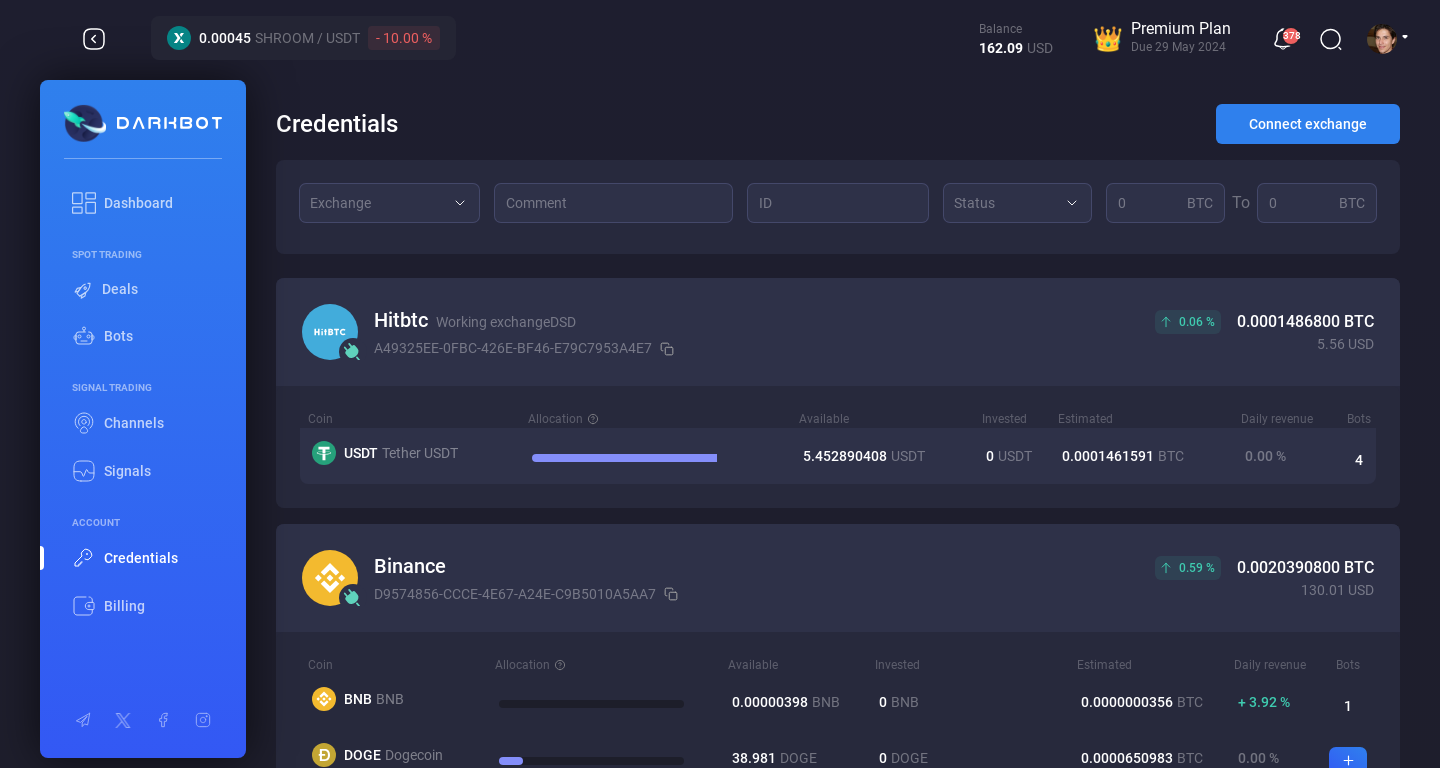 0.00045 SHROOM / USDT - 10.00 %
Balance
162.09 USD
Premium Plan
Due 29 May 2024
378
DARKBOT
Dashboard
SPOT TRADING
Deals
Bots
SIGNAL TRADING
Channels
Signals
ACCOUNT
Credentials
Billing
Credentials
Connect exchange
Exchange Comment ID Status 0 BTC To 0 BTC
HitBTC
Hitbtc Working exchangeDSD
A49325EE-0FBC-426E-BF46-E79C7953A4E7
0.06 % 0.0001486800 BTC
5.56 USD
Coin Allocation Available Invested Estimated Daily revenue Bots
USDT Tether USDT 5.452890408 USDT 0 USDT 0.0001461591 BTC 0.00 % 4
Binance
D9574856-CCCE-4E67-A24E-C9B5010A5AA7
0.59 % 0.0020390800 BTC
130.01 USD
Coin Allocation Available Invested Estimated Daily revenue Bots
BNB BNB 0.00000398 BNB 0 BNB 0.0000000356 BTC + 3.92 % 1
DOGE Dogecoin 38.981 DOGE 0 DOGE 0.0000650983 BTC 0.00 % +